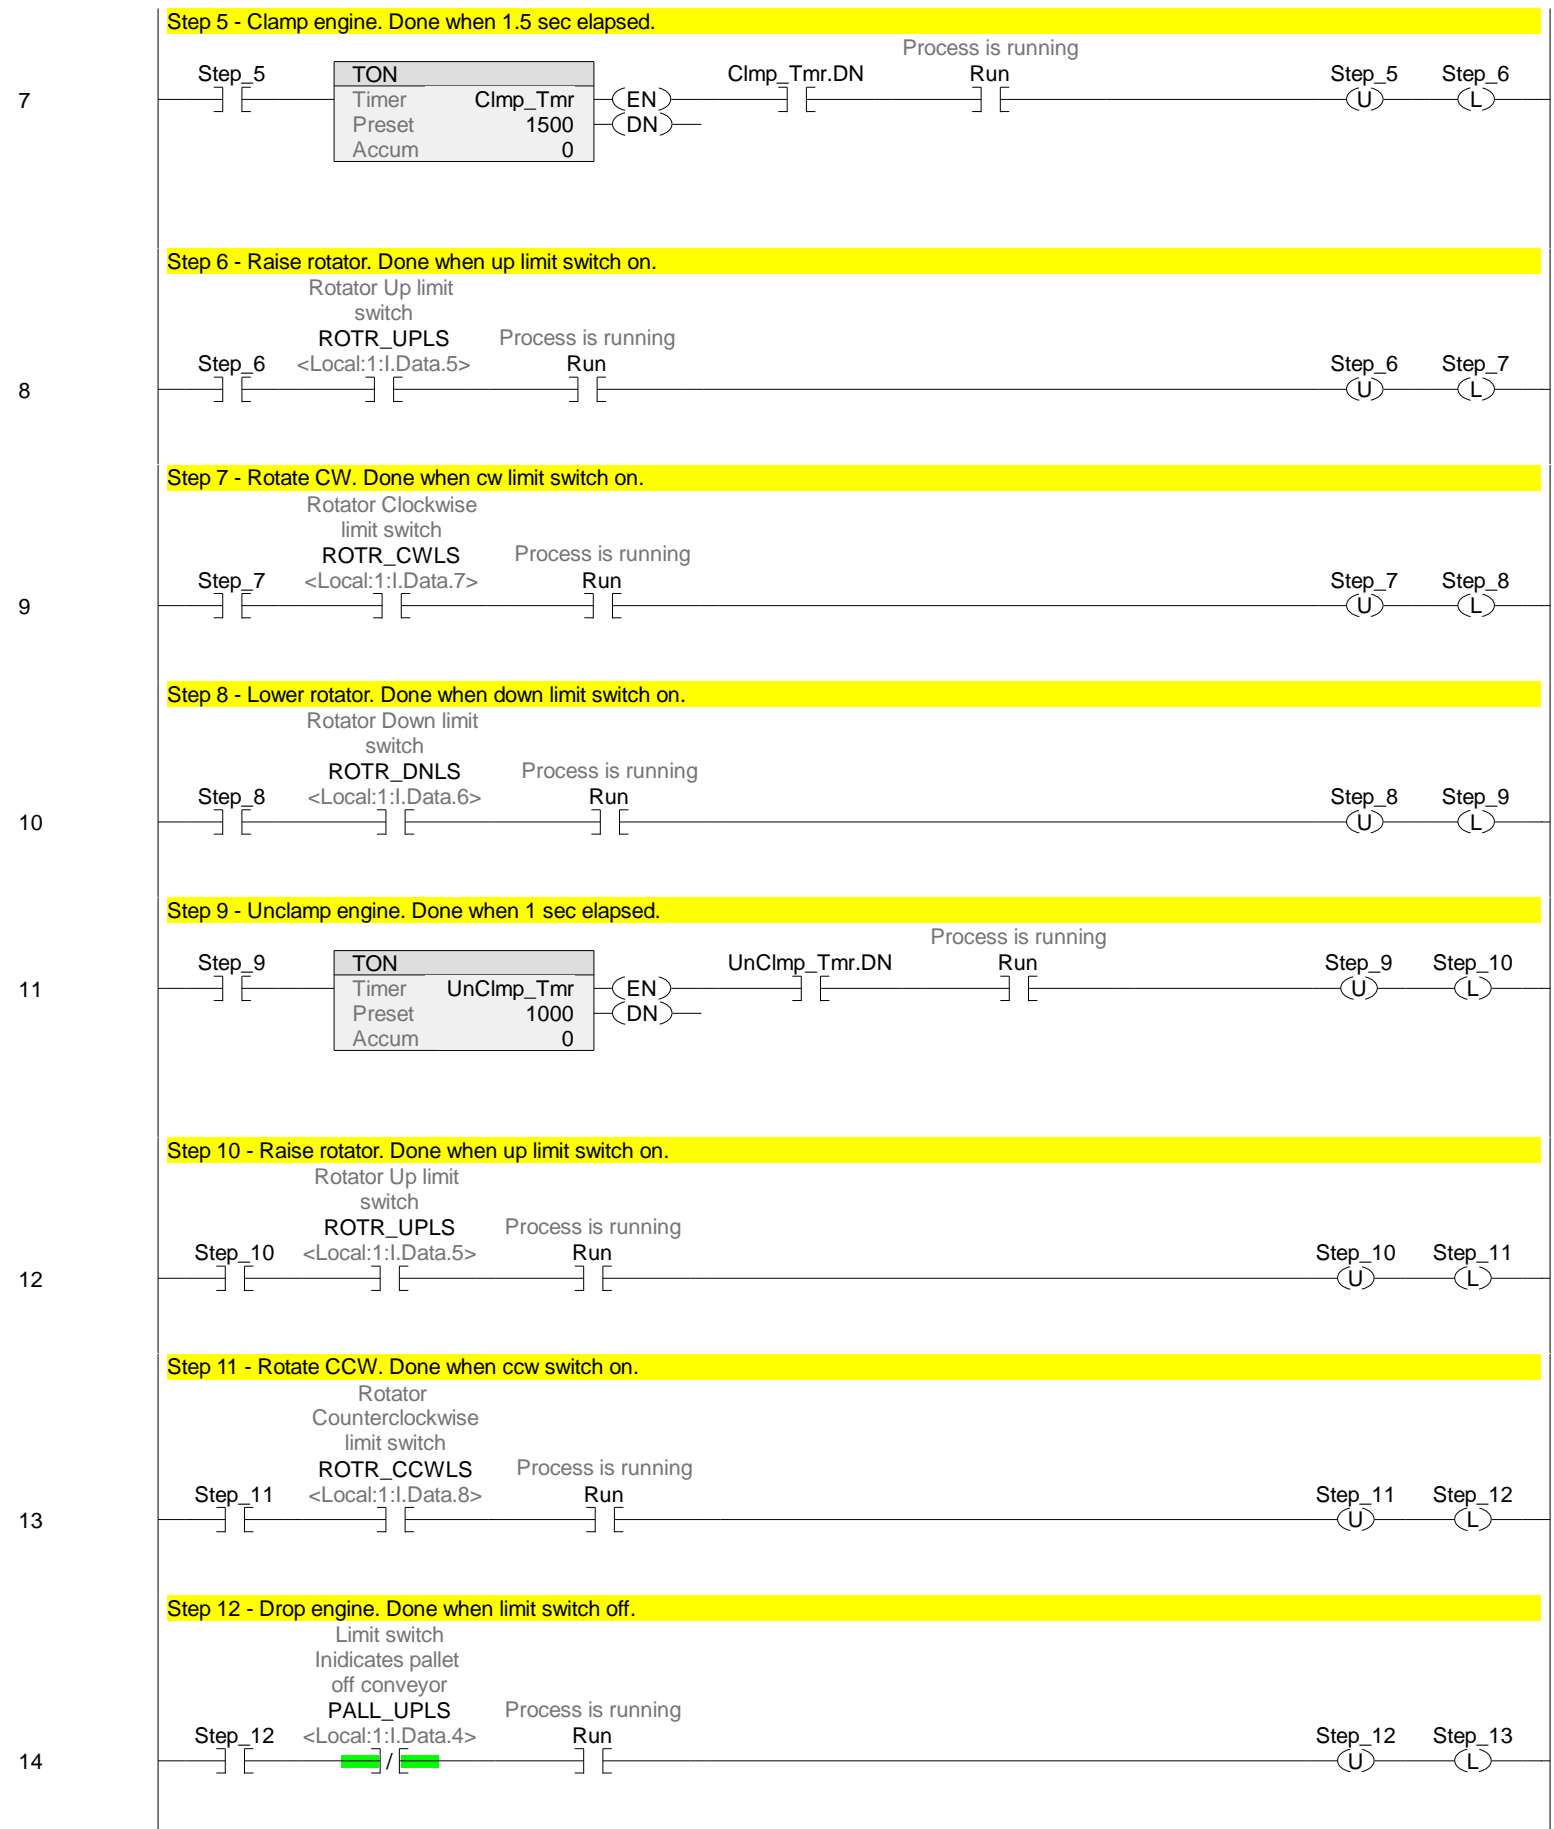 Step 5 - Clamp engine. Done when 1.5 sec elapsed.
Process is running
Step_5 TON Clmp_Tmr.DN Run Step_5 Step_6
7 Timer Clmp_Tmr EN U L
Preset 1500 DN
Accum 0
Step 6 - Raise rotator. Done when up limit switch on.
Rotator Up limit
switch
ROTR_UPLS Process is running
Step_6 <Local:1:I.Data.5> Run Step_6 Step_7
8 U L
Step 7 - Rotate CW. Done when cw limit switch on.
Rotator Clockwise
limit switch
ROTR_CWLS Process is running
Step_7 <Local:1:I.Data.7> Run Step_7 Step_8
9 U L
Step 8 - Lower rotator. Done when down limit switch on.
Rotator Down limit
switch
ROTR_DNLS Process is running
Step_8 <Local:1:I.Data.6> Run Step_8 Step_9
10 U L
Step 9 - Unclamp engine. Done when 1 sec elapsed.
Process is running
Step_9 TON UnClmp_Tmr.DN Run Step_9 Step_10
11 Timer UnClmp_Tmr EN U L
Preset 1000 DN
Accum 0
Step 10 - Raise rotator. Done when up limit switch on.
Rotator Up limit
switch
ROTR_UPLS Process is running
Step_10 <Local:1:I.Data.5> Run Step_10 Step_11
12 U L
Step 11 - Rotate CCW. Done when ccw switch on.
Rotator
Counterclockwise
limit switch
ROTR_CCWLS Process is running
Step_11 <Local:1:I.Data.8> Run Step_11 Step_12
13 U L
Step 12 - Drop engine. Done when limit switch off.
Limit switch
Inidicates pallet
off conveyor
PALL_UPLS Process is running
Step_12 <Local:1:I.Data.4> Run Step_12 Step_13
14 / U L